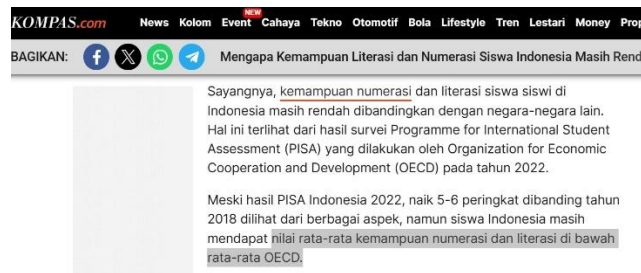 KOMPAS.com News Kolom Event NEW Cahaya Tekno Otomotif Bola Lifestyle Tren Lestari Money Prop
BAGIKAN: Mengapa Kemampuan Literasi dan Numerasi Siswa Indonesia Masih Rend
Sayangnya, kemampuan numerasi dan literasi siswa siswi di
Indonesia masih rendah dibandingkan dengan negara-negara lain.
Hal ini terlihat dari hasil survei Programme for International Student
Assessment (PISA) yang dilakukan oleh Organization for Economic
Cooperation and Development (OECD) pada tahun 2022.
Meski hasil PISA Indonesia 2022, naik 5-6 peringkat dibanding tahun
2018 dilihat dari berbagai aspek, namun siswa Indonesia masih
mendapat nilai rata-rata kemampuan numerasi dan literasi di bawah
rata-rata OECD.